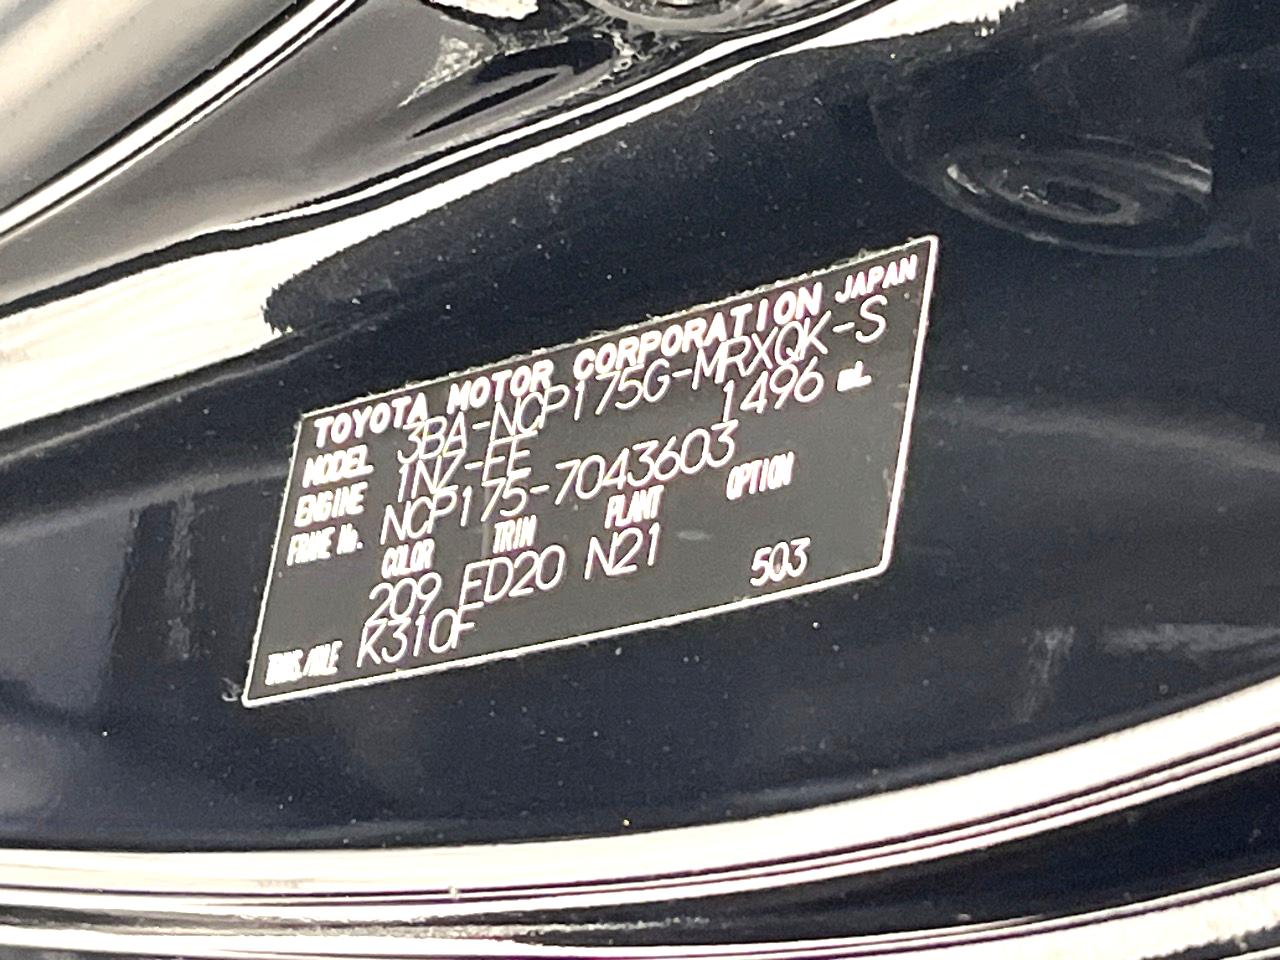 TOYOTA MOTOR CORPORATION JAPAN
MODEL 3BA-NCP175G-MRXQK-S
ENGINE 1NZ-FE 1496 mL
FRAME No. NCP175-7043603
COLOR TRIM PLANT OPTION
209 FD20 N21 503
TRANS/AXLE K310F